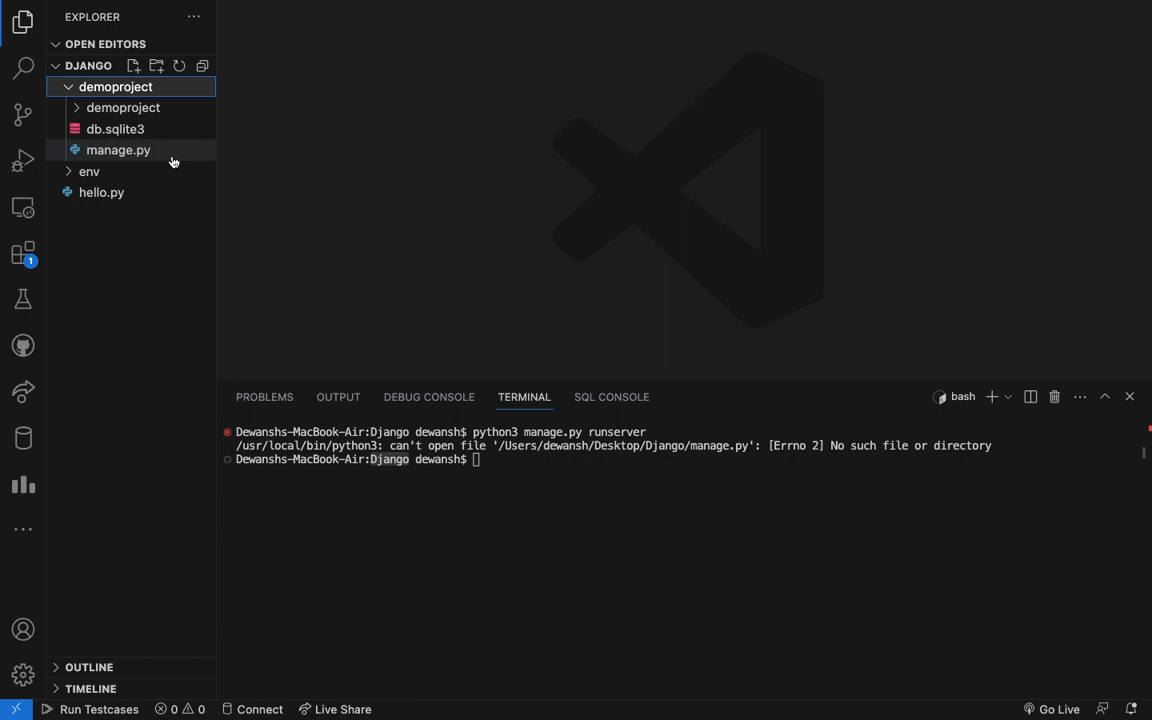 EXPLORER
OPEN EDITORS
DJANGO
demoproject
demoproject
db.sqlite3
manage.py
env
hello.py
1
OUTLINE
TIMELINE
PROBLEMS OUTPUT DEBUG CONSOLE TERMINAL SQL CONSOLE
bash
Dewanshs-MacBook-Air:Django dewansh$ python3 manage.py runserver
/usr/local/bin/python3: can't open file '/Users/dewansh/Desktop/Django/manage.py': [Errno 2] No such file or directory
Dewanshs-MacBook-Air:Django dewansh$
Run Testcases 0 0 Connect Live Share Go Live